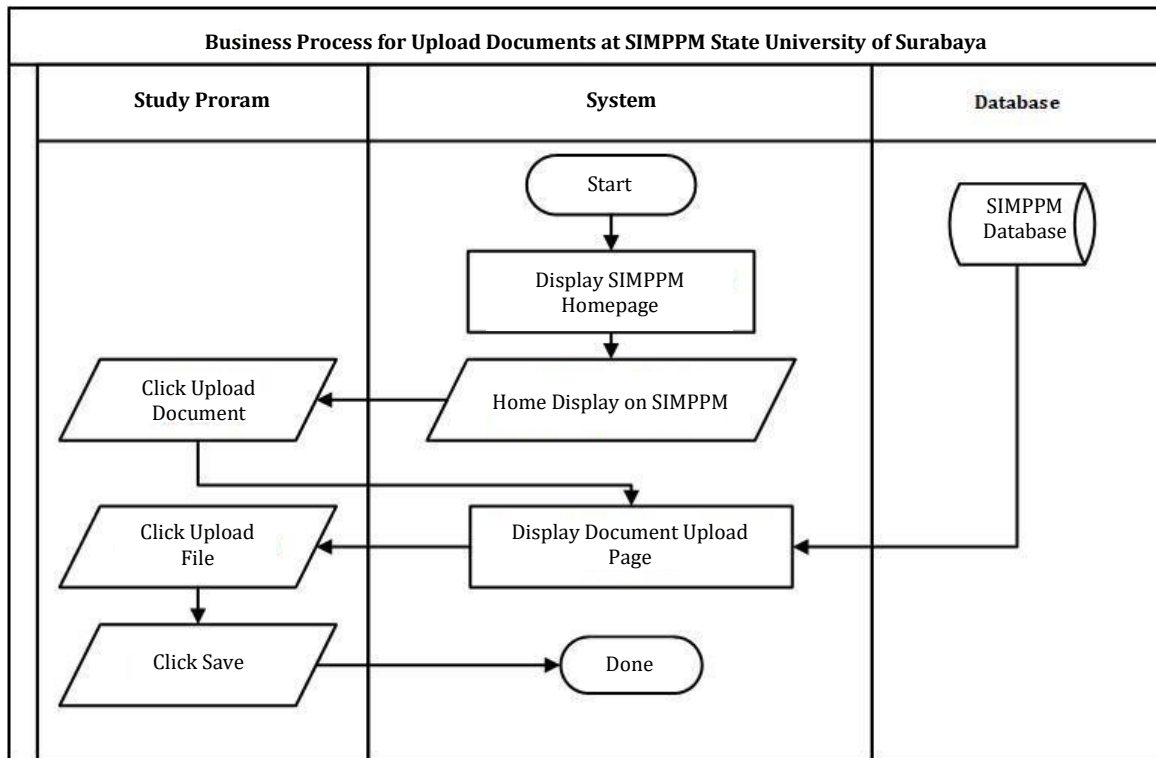 Business Process for Upload Documents at SIMPPM State University of Surabaya
Study Proram
System
Database
Start
SIMPPM
Database
Display SIMPPM
Homepage
Click Upload
Document
Home Display on SIMPPM
Click Upload
File
Display Document Upload
Page
Click Save
Done